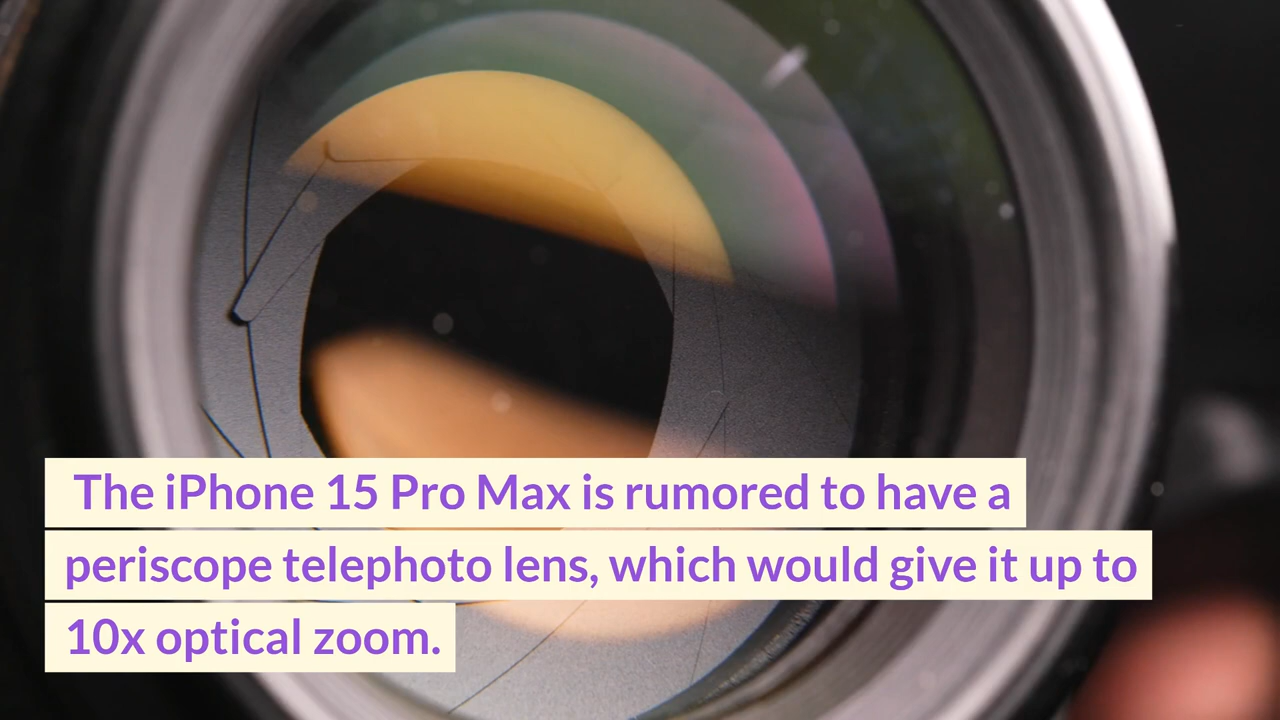 The iPhone 15 Pro Max is rumored to have a
periscope telephoto lens, which would give it up to
10x optical zoom.